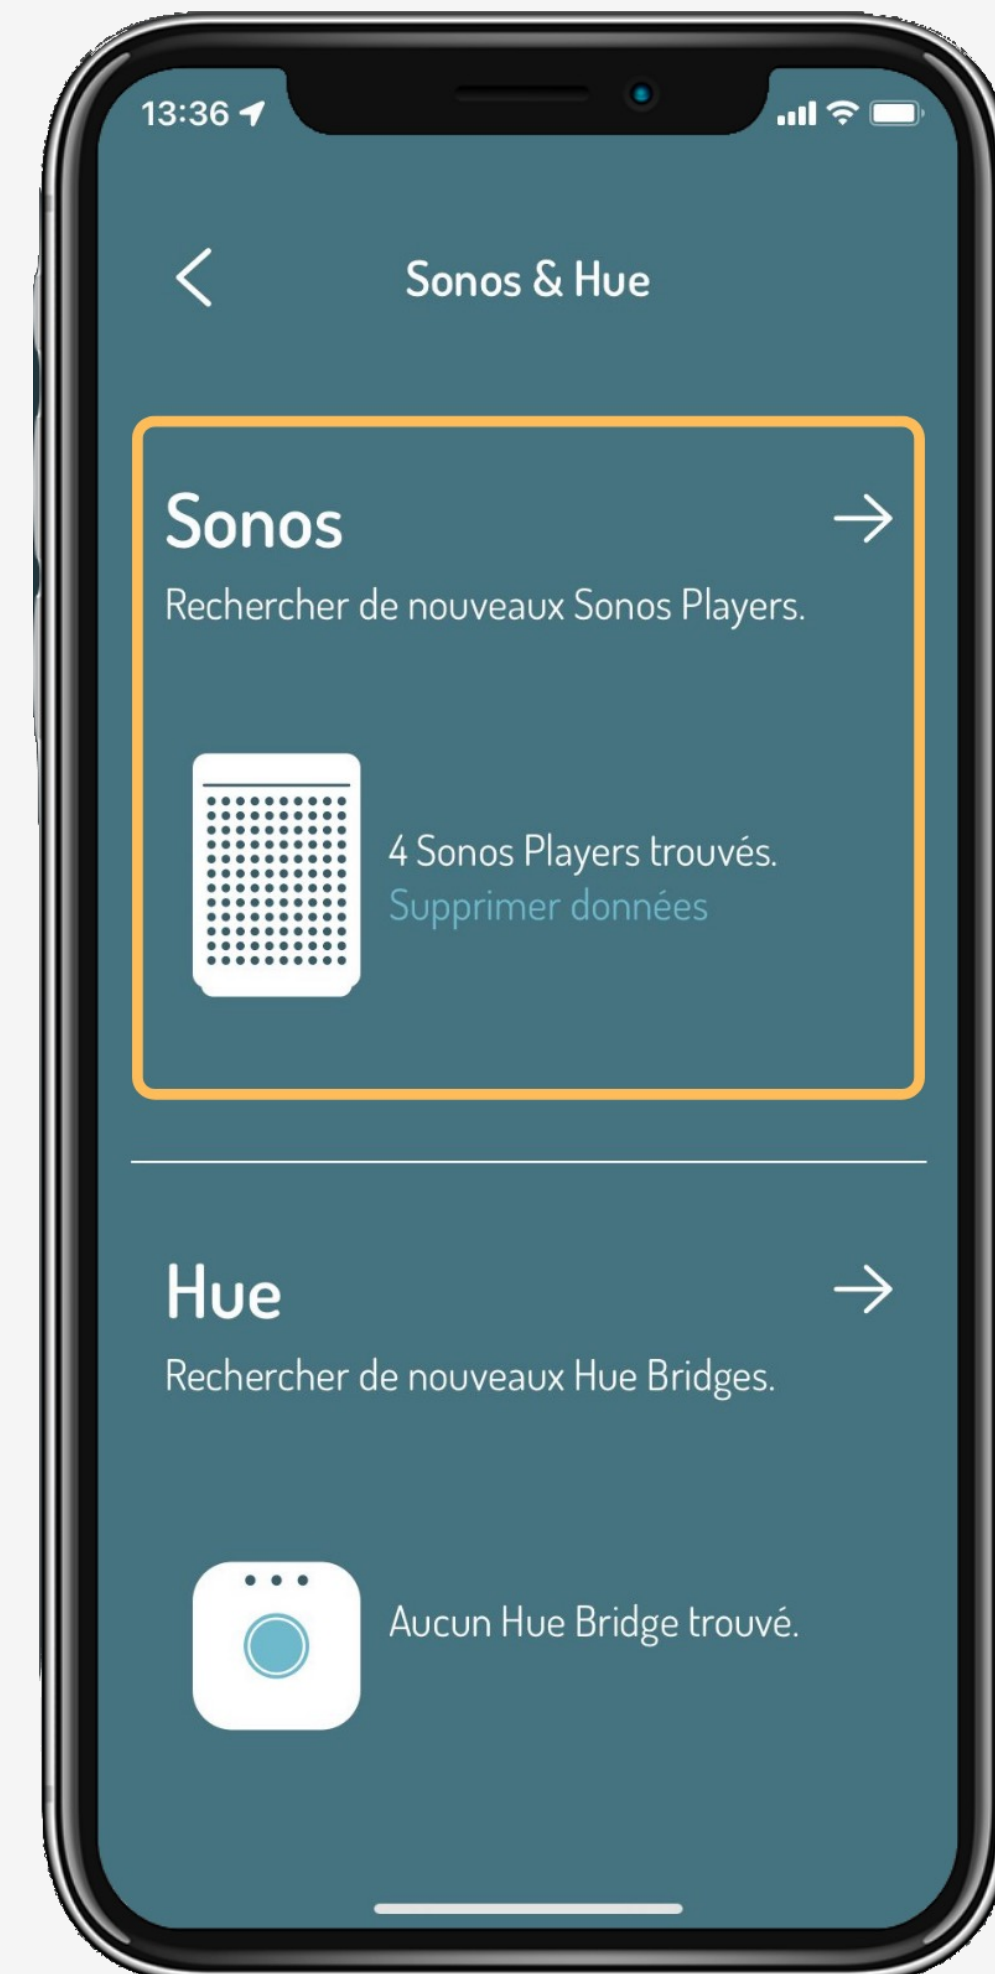 13:36
Sonos & Hue
Sonos
Rechercher de nouveaux Sonos Players.
4 Sonos Players trouvés.
Supprimer données
Hue
Rechercher de nouveaux Hue Bridges.
Aucun Hue Bridge trouvé.